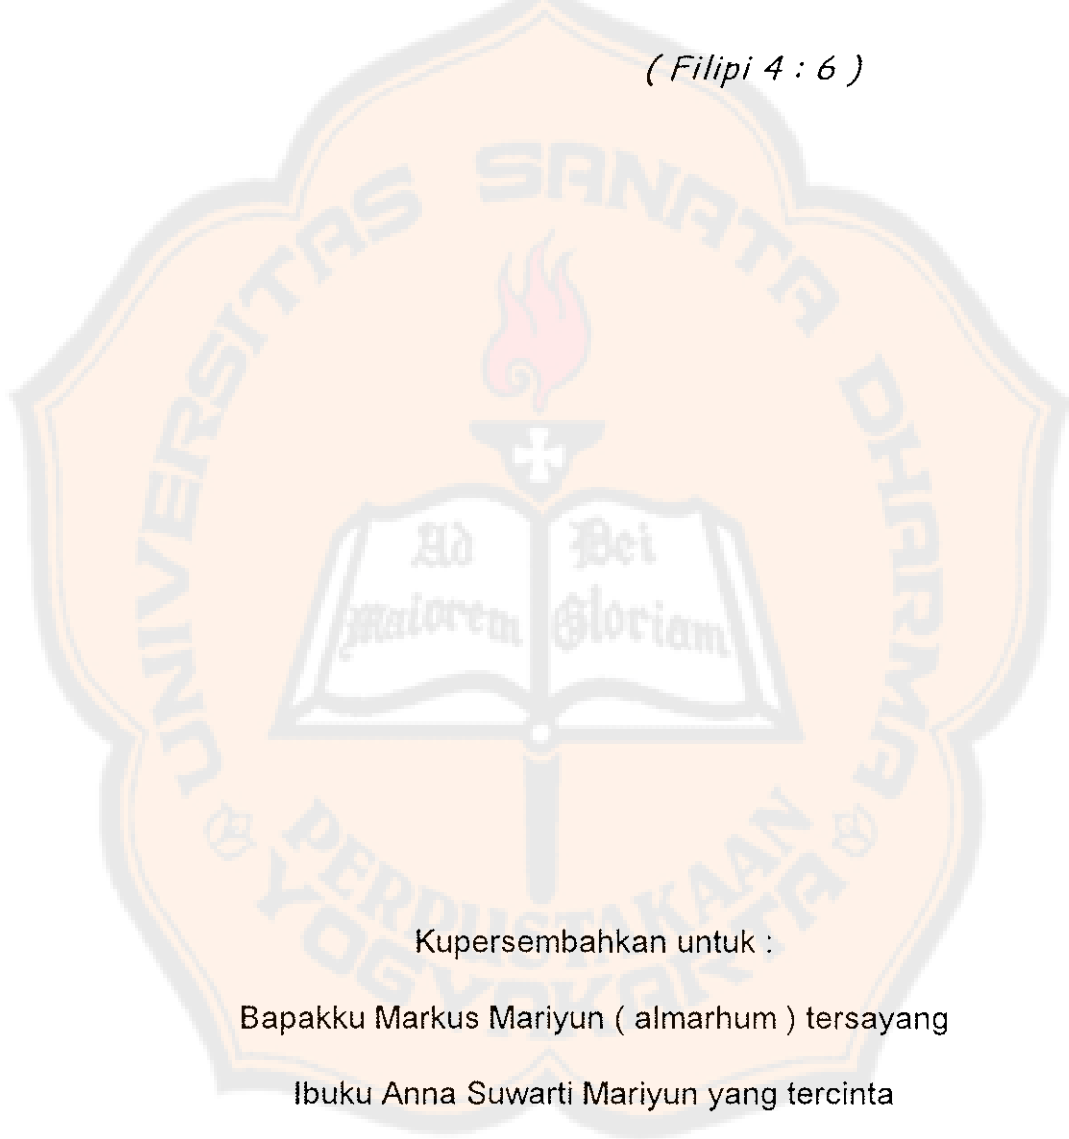 ( Filipi 4 : 6 )
UNIVERSITAS SANATA DHARMA
Ad Dei
Maiorem Gloriam
PERPUSTAKAAN
YOGYAKARTA
Kupersembahkan untuk :
Bapakku Markus Mariyun ( almarhum ) tersayang
Ibuku Anna Suwarti Mariyun yang tercinta